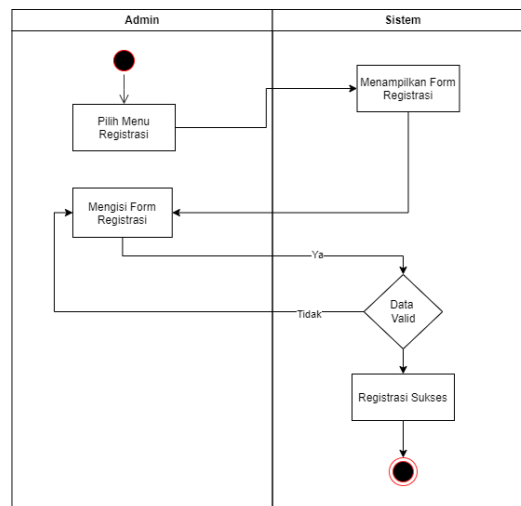 Admin
Sistem
Menampilkan Form
Registrasi
Pilih Menu
Registrasi
Mengisi Form
Registrasi
Ya
Data
Valid
Tidak
Registrasi Sukses